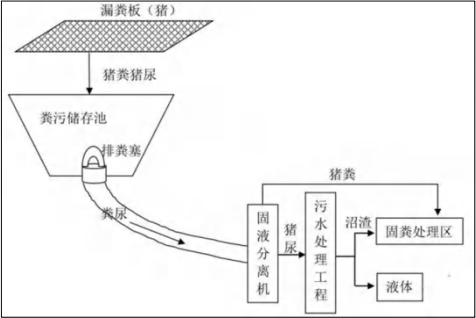 漏粪板（猪）
猪粪猪尿
粪污储存池
排粪塞
粪尿
固液分离机
猪粪
猪尿
污水处理工程
沼渣
固粪处理区
液体